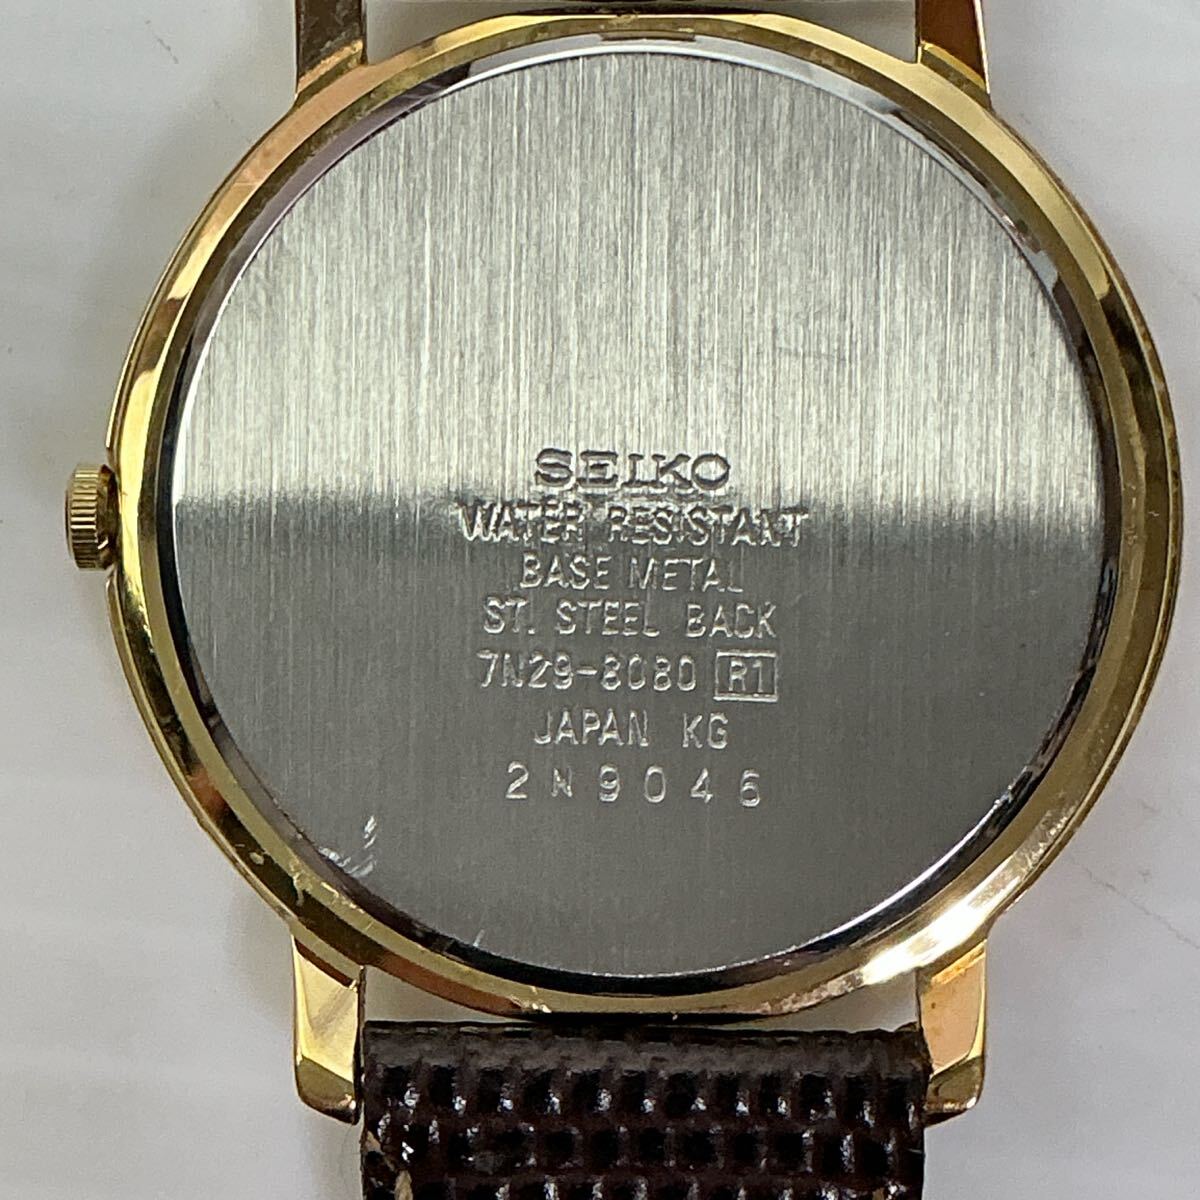 SEIKO
WATER RESISTANT
BASE METAL
ST. STEEL BACK
7N29-8080 R1
JAPAN KG
2N9046